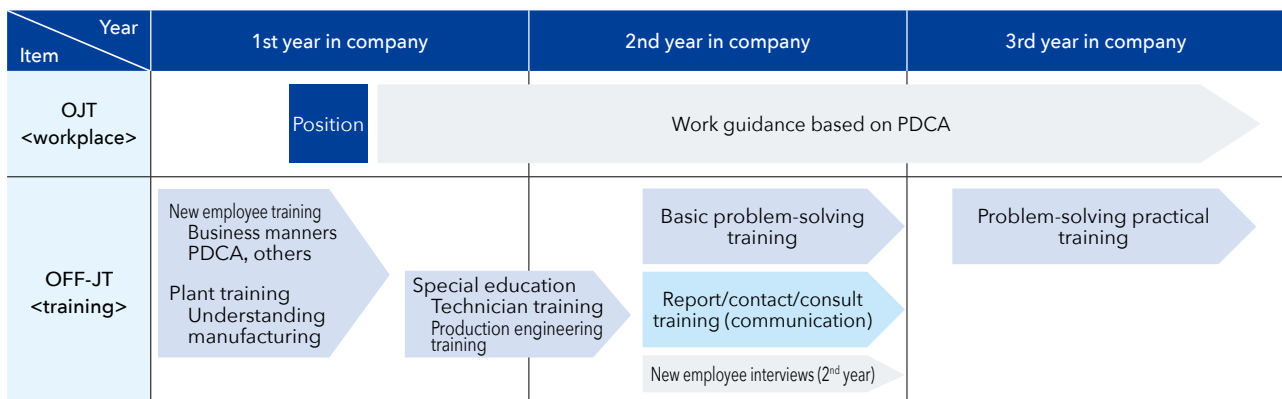 Year
Item
1st year in company
2nd year in company
3rd year in company
OJT
<workplace>
Position
Work guidance based on PDCA
OFF-JT
<training>
New employee training
Business manners
PDCA, others
Plant training
Understanding
manufacturing
Special education
Technician training
Production engineering
training
Basic problem-solving
training
Report/contact/consult
training (communication)
New employee interviews (2nd year)
Problem-solving practical
training